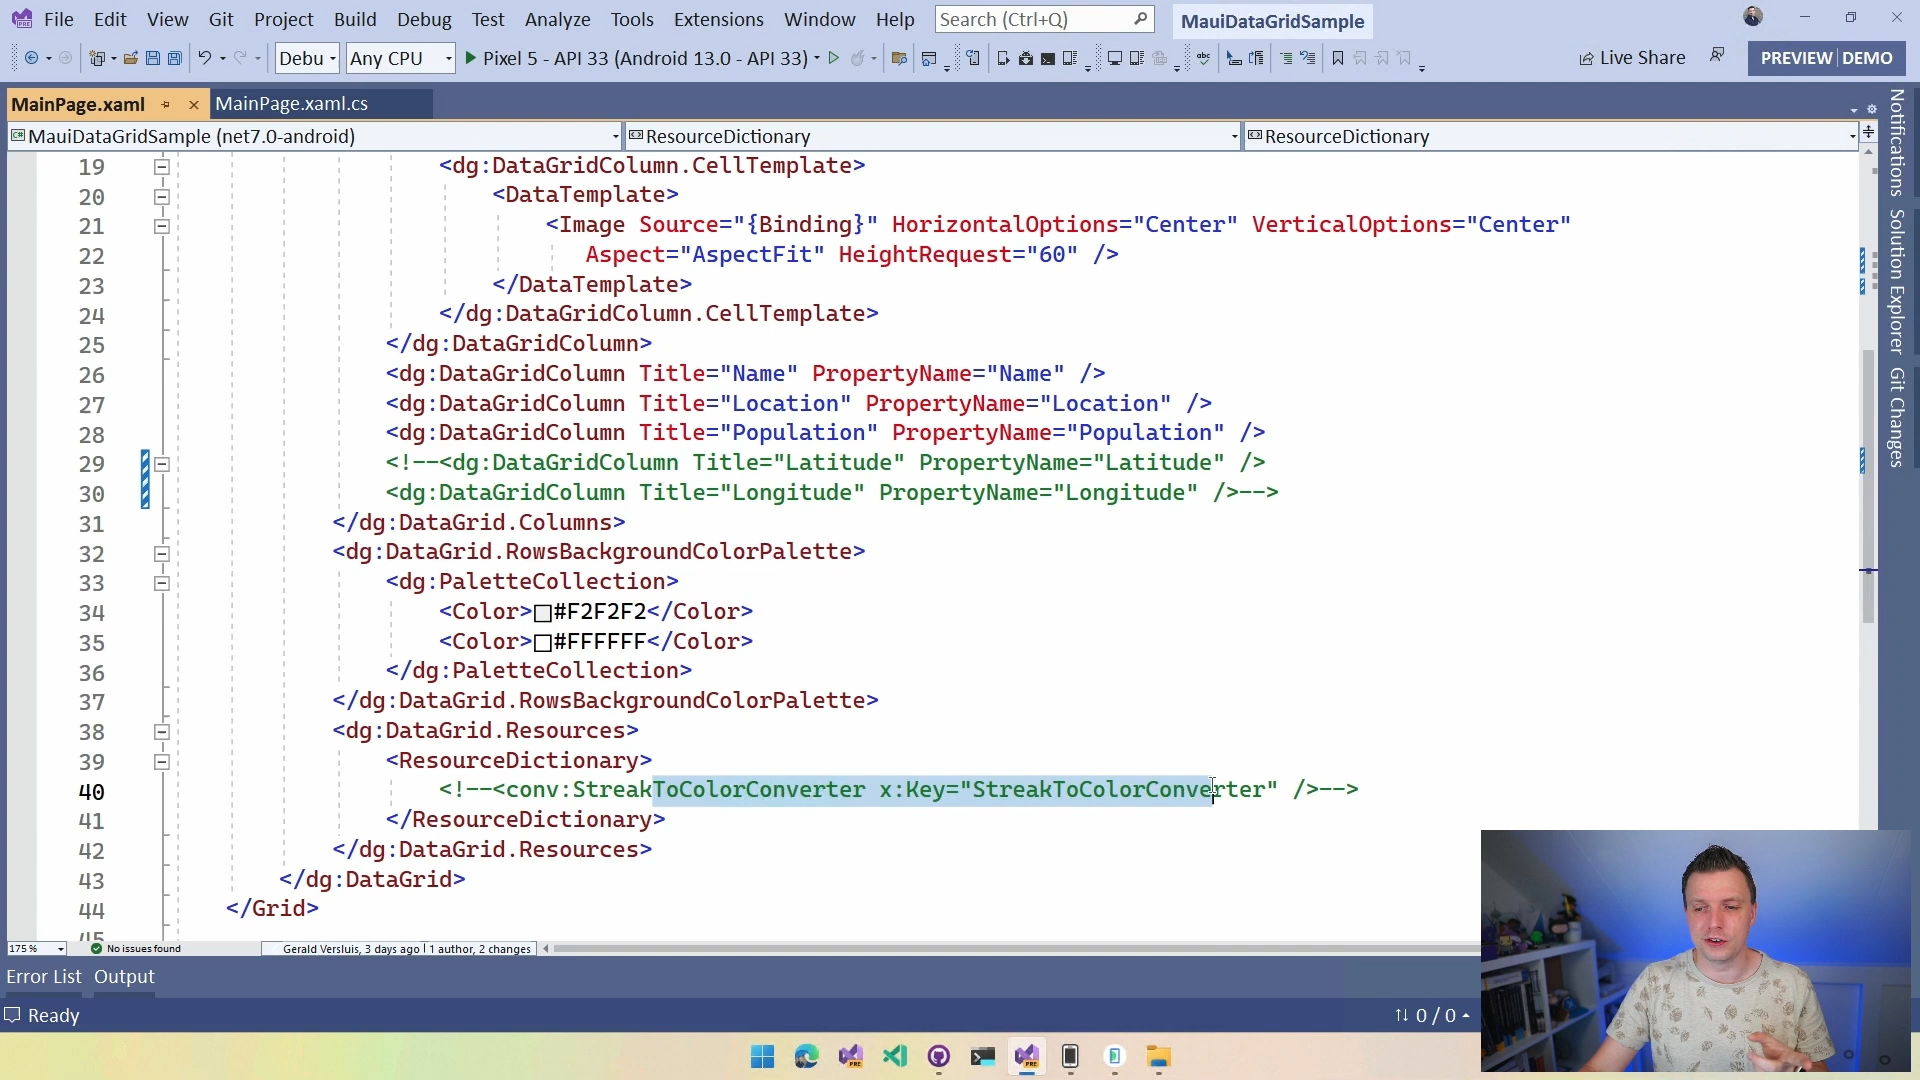 File Edit View Git Project Build Debug Test Analyze Tools Extensions Window Help Search (Ctrl+Q) MauiDataGridSample
Debu Any CPU Pixel 5 - API 33 (Android 13.0 - API 33) Live Share PREVIEW DEMO
MainPage.xaml MainPage.xaml.cs
MauiDataGridSample (net7.0-android) ResourceDictionary ResourceDictionary
19 <dg:DataGridColumn.CellTemplate>
20 <DataTemplate>
21 <Image Source="{Binding}" HorizontalOptions="Center" VerticalOptions="Center"
22 Aspect="AspectFit" HeightRequest="60" />
23 </DataTemplate>
24 </dg:DataGridColumn.CellTemplate>
25 </dg:DataGridColumn>
26 <dg:DataGridColumn Title="Name" PropertyName="Name" />
27 <dg:DataGridColumn Title="Location" PropertyName="Location" />
28 <dg:DataGridColumn Title="Population" PropertyName="Population" />
29 <!--<dg:DataGridColumn Title="Latitude" PropertyName="Latitude" />
30 <dg:DataGridColumn Title="Longitude" PropertyName="Longitude" />-->
31 </dg:DataGrid.Columns>
32 <dg:DataGrid.RowsBackgroundColorPalette>
33 <dg:PaletteCollection>
34 <Color>#F2F2F2</Color>
35 <Color>#FFFFFF</Color>
36 </dg:PaletteCollection>
37 </dg:DataGrid.RowsBackgroundColorPalette>
38 <dg:DataGrid.Resources>
39 <ResourceDictionary>
40 <!--<conv:StreakToColorConverter x:Key="StreakToColorConverter" />-->
41 </ResourceDictionary>
42 </dg:DataGrid.Resources>
43 </dg:DataGrid>
44 </Grid>
45
175 % No issues found Gerald Versluis, 3 days ago | 1 author, 2 changes
Error List Output
Ready 0 / 0
Notifications
Solution Explorer
Git Changes